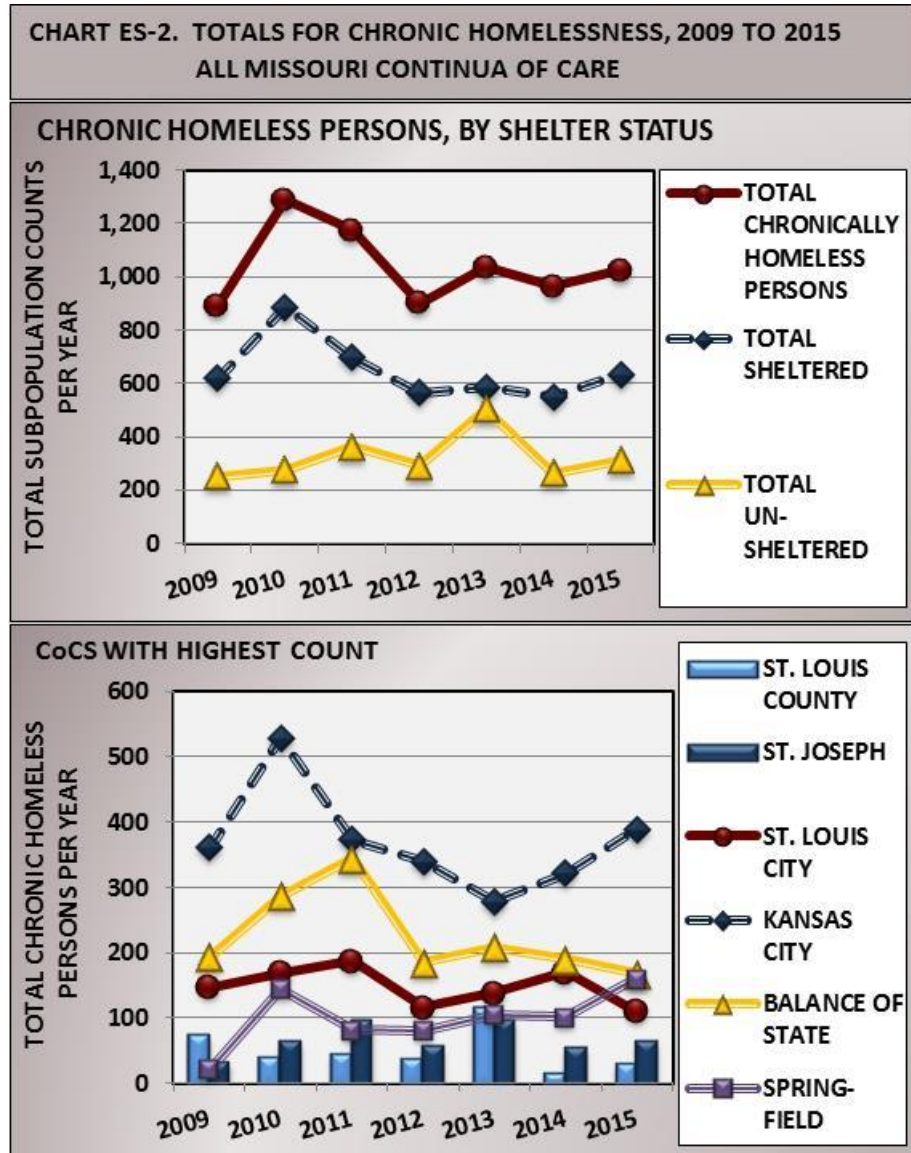 CHART ES-2. TOTALS FOR CHRONIC HOMELESSNESS, 2009 TO 2015
ALL MISSOURI CONTINUA OF CARE
CHRONIC HOMELESS PERSONS, BY SHELTER STATUS
TOTAL SUBPOPULATION COUNTS
PER YEAR
1,400
1,200
1,000
800
600
400
200
0
2009 2010 2011 2012 2013 2014 2015
TOTAL
CHRONICALLY
HOMELESS
PERSONS
TOTAL
SHELTERED
TOTAL
UN-
SHELTERED
CoCS WITH HIGHEST COUNT
TOTAL CHRONIC HOMELESS
PERSONS PER YEAR
600
500
400
300
200
100
0
2009 2010 2011 2012 2013 2014 2015
ST. LOUIS
COUNTY
ST. JOSEPH
ST. LOUIS
CITY
KANSAS
CITY
BALANCE OF
STATE
SPRING-
FIELD